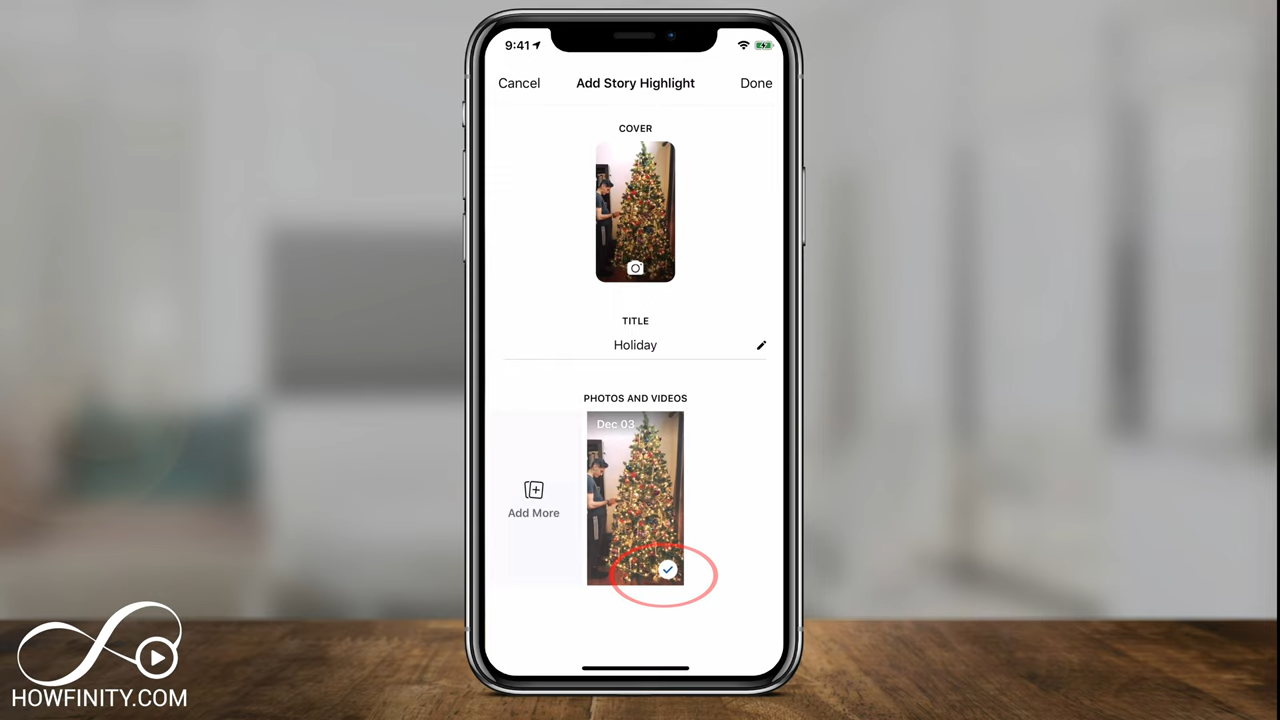 9:41
Cancel
Add Story Highlight
Done
COVER
TITLE
Holiday
PHOTOS AND VIDEOS
Dec 03
Add More
HOWFINITY.COM